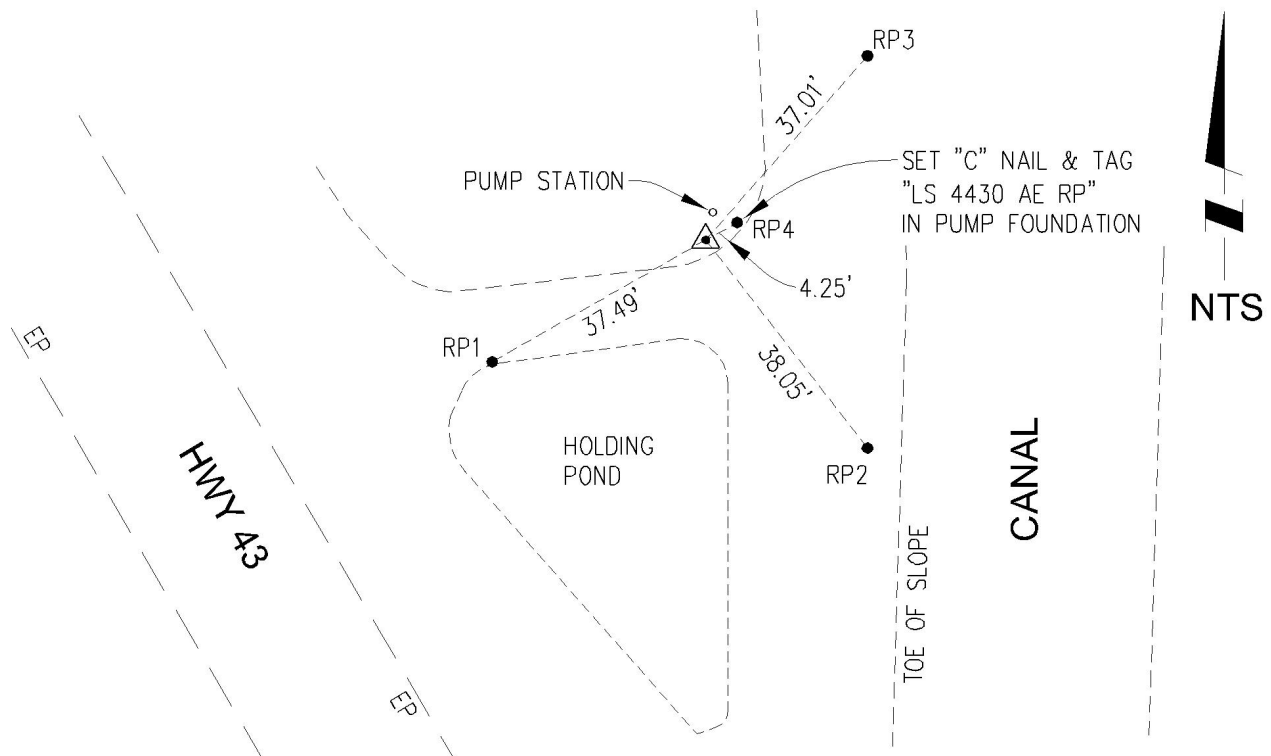 RP3
37.01'
SET "C" NAIL & TAG
"LS 4430 AE RP"
IN PUMP FOUNDATION
PUMP STATION
RP4
4.25'
NTS
37.49'
RP1
EP
38.05'
HOLDING
POND
RP2
HWY 43
CANAL
TOE OF SLOPE
EP